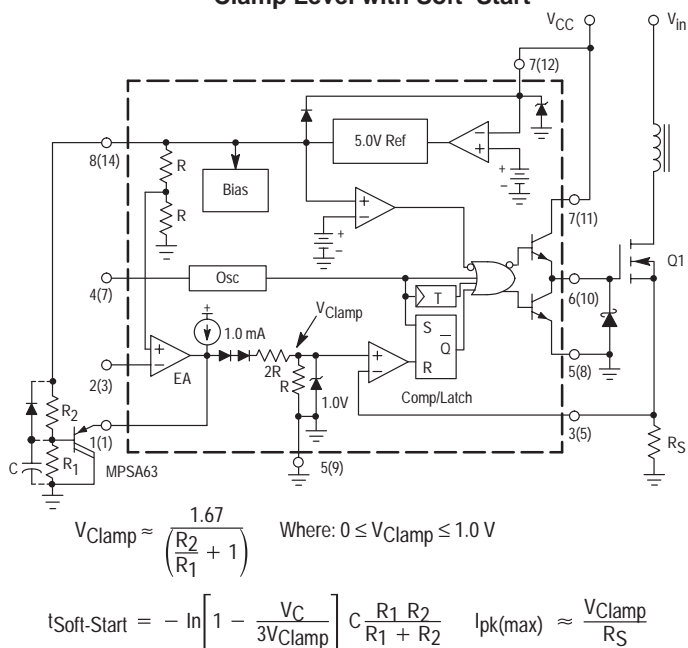 Clamp Level with Soft-Start
VCC
Vin
7(12)
5.0V Ref
8(14)
R
Bias
R
7(11)
Q1
4(7)
Osc
T
6(10)
VClamp
1.0 mA
S
Q
R
5(8)
2(3)
EA
2R
R
1.0V
Comp/Latch
3(5)
R2
1(1)
5(9)
RS
C
R1
MPSA63
VClamp ≈ 1.67 / (R2/R1 + 1) Where: 0 ≤ VClamp ≤ 1.0 V
tSoft-Start = − ln[1 − VC/3VClamp] C R1 R2/R1 + R2 Ipk(max) ≈ VClamp/RS